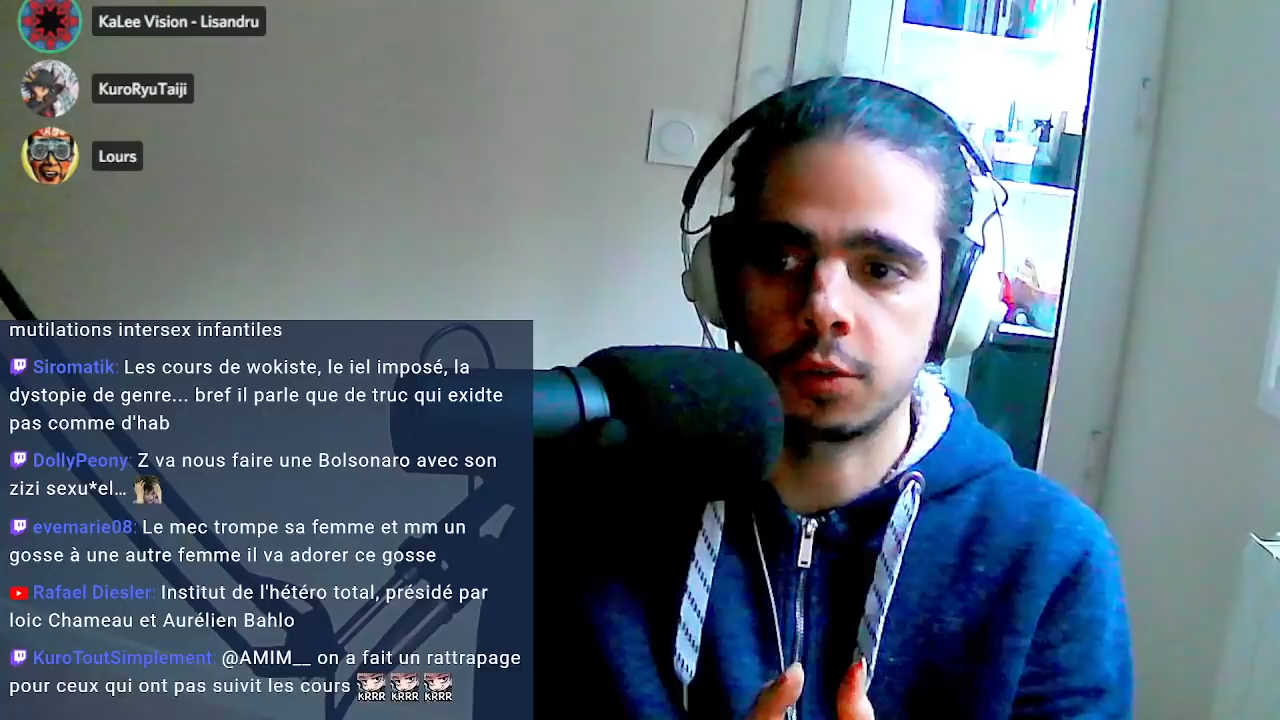 KaLee Vision - Lisandru
KuroRyuTaiji
Lours
mutilations intersex infantiles
Siromatik: Les cours de wokiste, le iel imposé, la
dystopie de genre... bref il parle que de truc qui exidte
pas comme d'hab
DollyPeony: Z va nous faire une Bolsonaro avec son
zizi sexu*el…
evemarie08: Le mec trompe sa femme et mm un
gosse à une autre femme il va adorer ce gosse
Rafael Diesler: Institut de l'hétéro total, présidé par
loic Chameau et Aurélien Bahlo
KuroToutSimplement: @AMIM__ on a fait un rattrapage
pour ceux qui ont pas suivit les cours KRRR KRRR KRRR